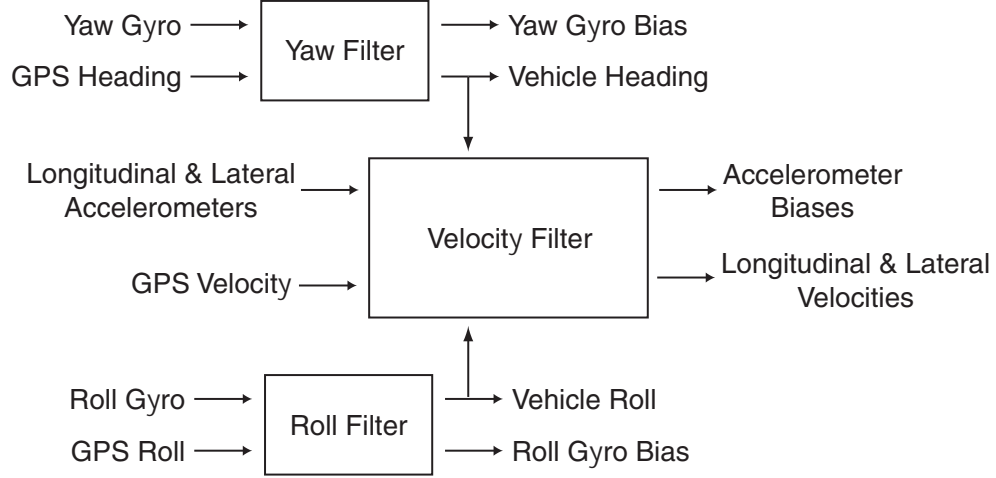 Yaw Gyro
GPS Heading
Yaw Filter
Yaw Gyro Bias
Vehicle Heading
Longitudinal & Lateral
Accelerometers
GPS Velocity
Velocity Filter
Accelerometer
Biases
Longitudinal & Lateral
Velocities
Roll Gyro
GPS Roll
Roll Filter
Vehicle Roll
Roll Gyro Bias